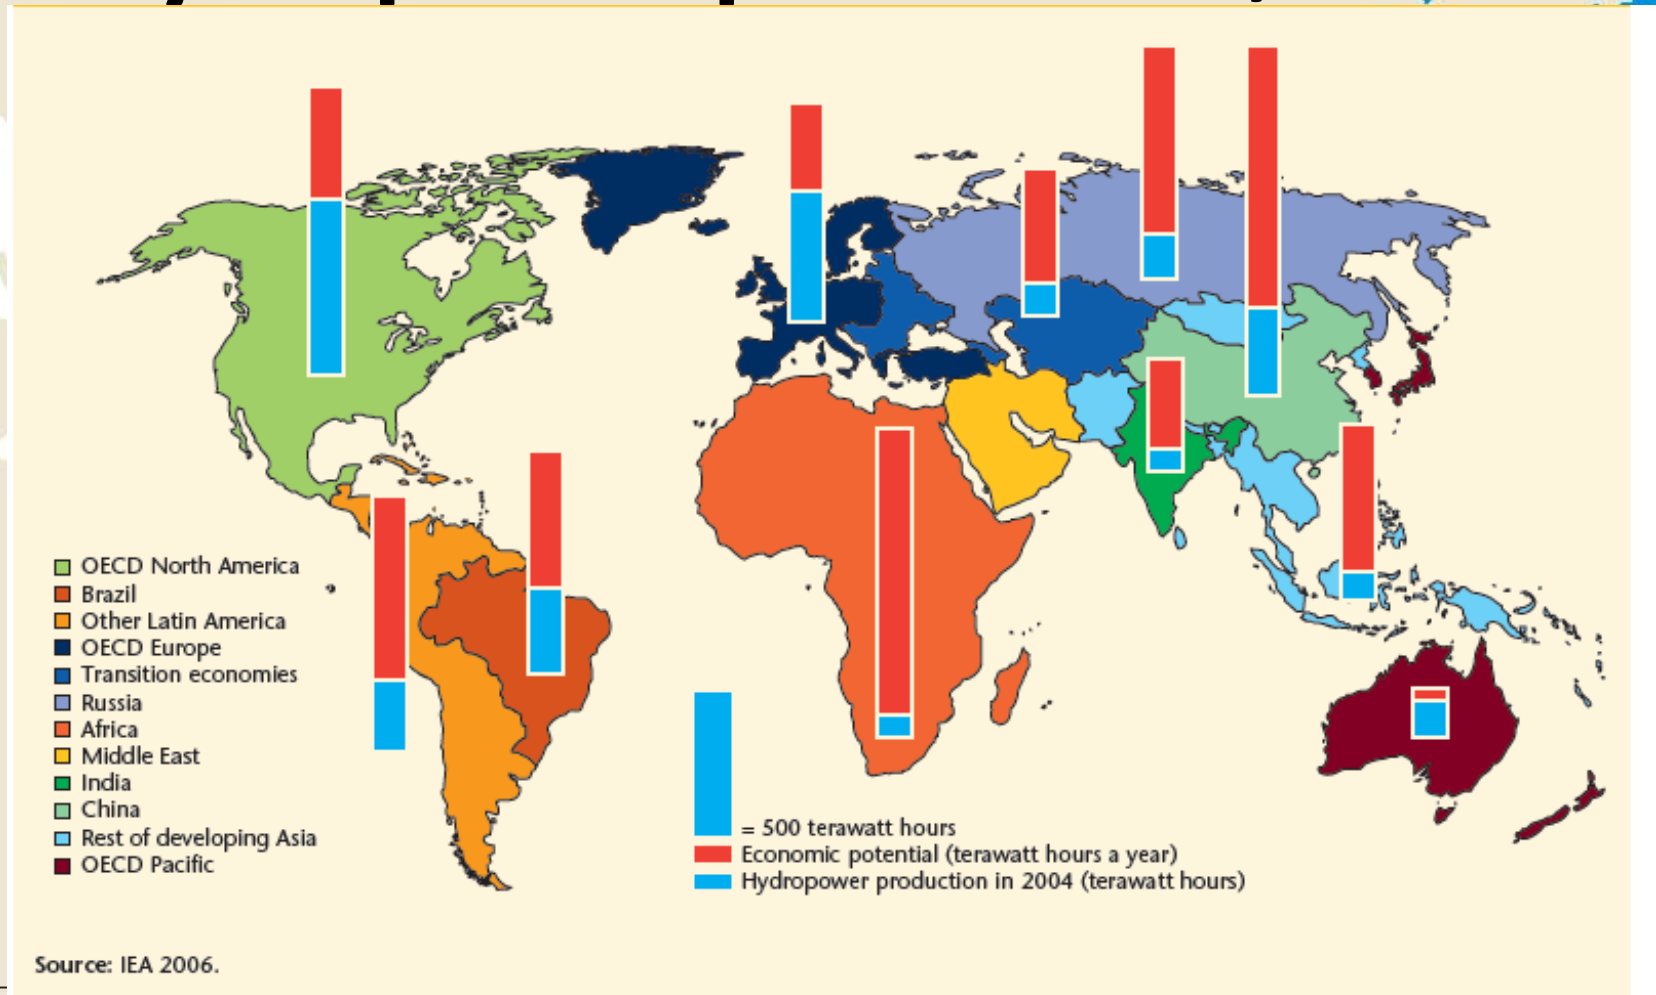 OECD North America
Brazil
Other Latin America
OECD Europe
Transition economies
Russia
Africa
Middle East
India
China
Rest of developing Asia
OECD Pacific
= 500 terawatt hours
Economic potential (terawatt hours a year)
Hydropower production in 2004 (terawatt hours)
Source: IEA 2006.